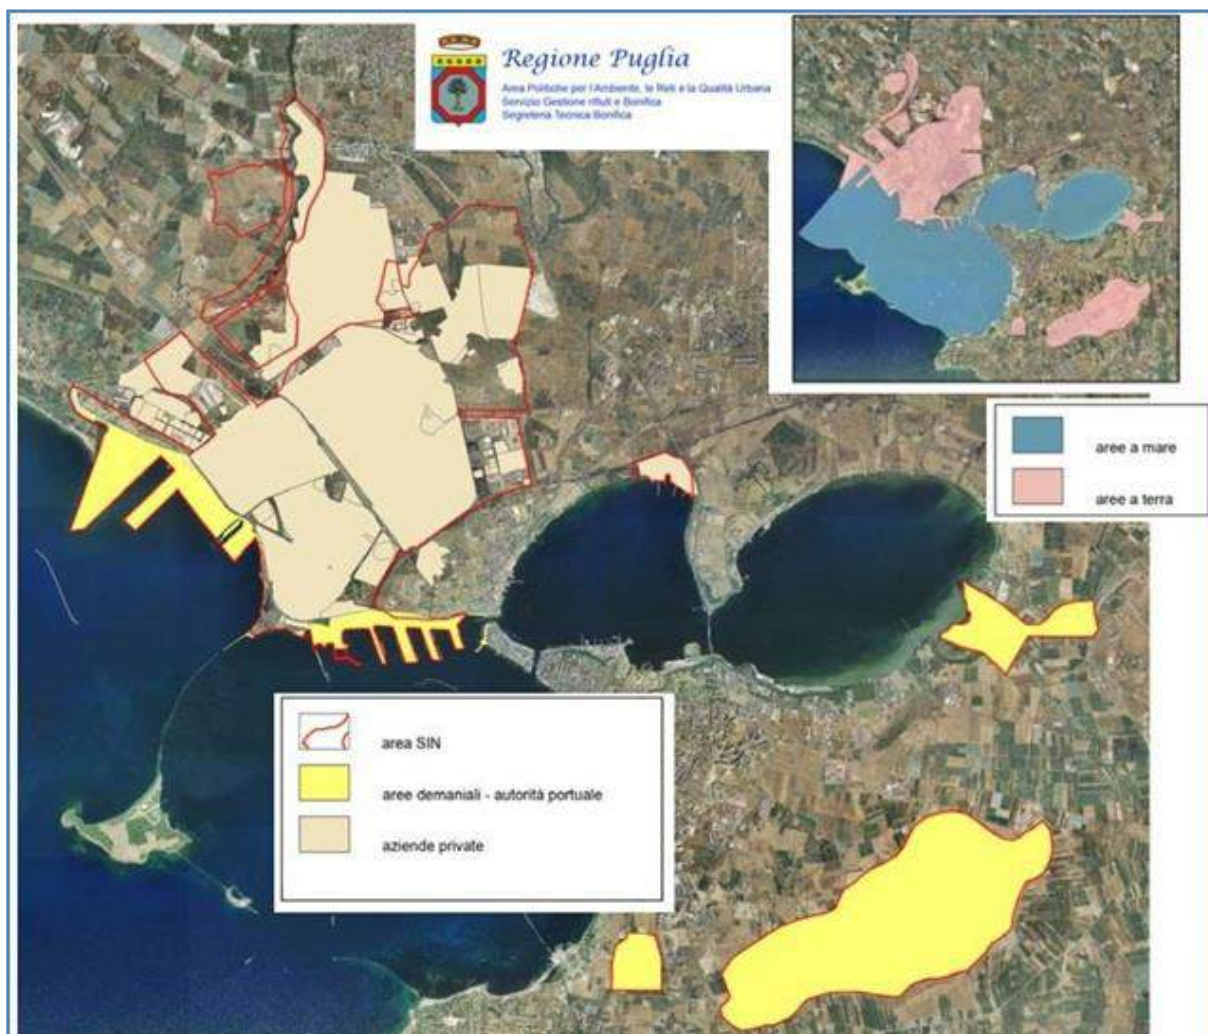 Regione Puglia
Area Politiche per l'Ambiente, le Reti e la Qualità Urbana
Servizio Gestione rifiuti e Bonifica
Segreteria Tecnica Bonifica
aree a mare
aree a terra
area SIN
aree demaniali - autorità portuale
aziende private